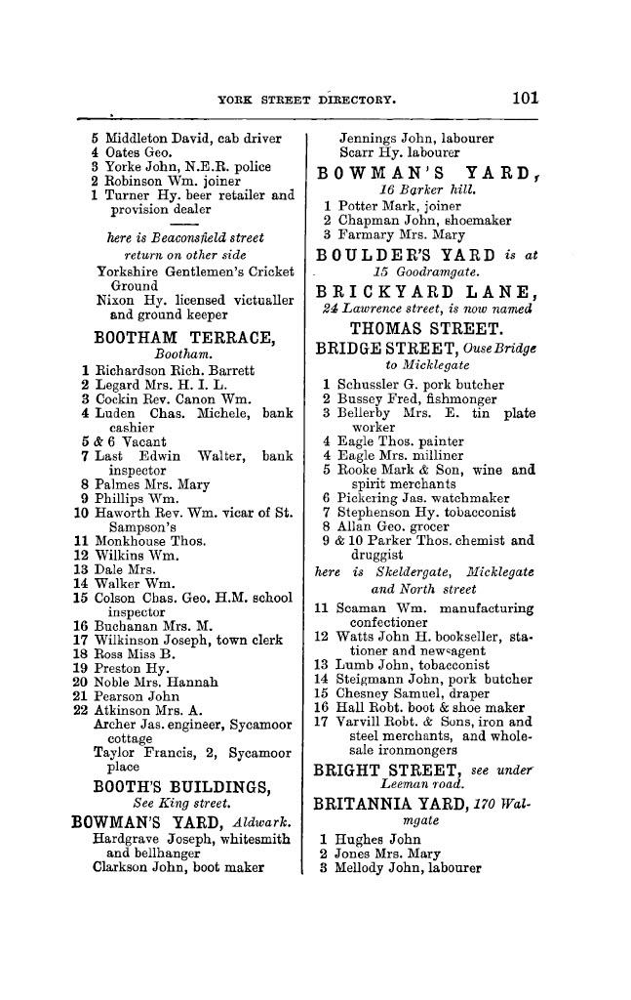 YORK STREET DIRECTORY. 101
5 Middleton David, cab driver
4 Oates Geo.
3 Yorke John, N.E.R. police
2 Robinson Wm. joiner
1 Turner Hy. beer retailer and
provision dealer
here is Beaconsfield street
return on other side
Yorkshire Gentlemen's Cricket
Ground
Nixon Hy. licensed victualler
and ground keeper
BOOTHAM TERRACE,
Bootham.
1 Richardson Rich. Barrett
2 Legard Mrs. H. I. L.
3 Cockin Rev. Canon Wm.
4 Luden Chas. Michele, bank
cashier
5 & 6 Vacant
7 Last Edwin Walter, bank
inspector
8 Palmes Mrs. Mary
9 Phillips Wm.
10 Haworth Rev. Wm. vicar of St.
Sampson's
11 Monkhouse Thos.
12 Wilkins Wm.
13 Dale Mrs.
14 Walker Wm.
15 Colson Chas. Geo. H.M. school
inspector
16 Buchanan Mrs. M.
17 Wilkinson Joseph, town clerk
18 Ross Miss B.
19 Preston Hy.
20 Noble Mrs. Hannah
21 Pearson John
22 Atkinson Mrs. A.
Archer Jas. engineer, Sycamoor
cottage
Taylor Francis, 2, Sycamoor
place
BOOTH'S BUILDINGS,
See King street.
BOWMAN'S YARD, Aldwark.
Hardgrave Joseph, whitesmith
and bellhanger
Clarkson John, boot maker
Jennings John, labourer
Scarr Hy. labourer
BOWMAN'S YARD,
16 Barker hill.
1 Potter Mark, joiner
2 Chapman John, shoemaker
3 Farmary Mrs. Mary
BOULDER'S YARD is at
15 Goodramgate.
BRICKYARD LANE,
24 Lawrence street, is now named
THOMAS STREET.
BRIDGE STREET, Ouse Bridge
to Micklegate
1 Schussler G. pork butcher
2 Bussey Fred, fishmonger
3 Bellerby Mrs. E. tin plate
worker
4 Eagle Thos. painter
4 Eagle Mrs. milliner
5 Rooke Mark & Son, wine and
spirit merchants
6 Pickering Jas. watchmaker
7 Stephenson Hy. tobacconist
8 Allan Geo. grocer
9 & 10 Parker Thos. chemist and
druggist
here is Skeldergate, Micklegate
and North street
11 Scaman Wm. manufacturing
confectioner
12 Watts John H. bookseller, sta-
tioner and newsagent
13 Lumb John, tobacconist
14 Steigmann John, pork butcher
15 Chesney Samuel, draper
16 Hall Robt. boot & shoe maker
17 Varvill Robt. & Sons, iron and
steel merchants, and whole-
sale ironmongers
BRIGHT STREET, see under
Leeman road.
BRITANNIA YARD, 170 Wal-
mgate
1 Hughes John
2 Jones Mrs. Mary
3 Mellody John, labourer